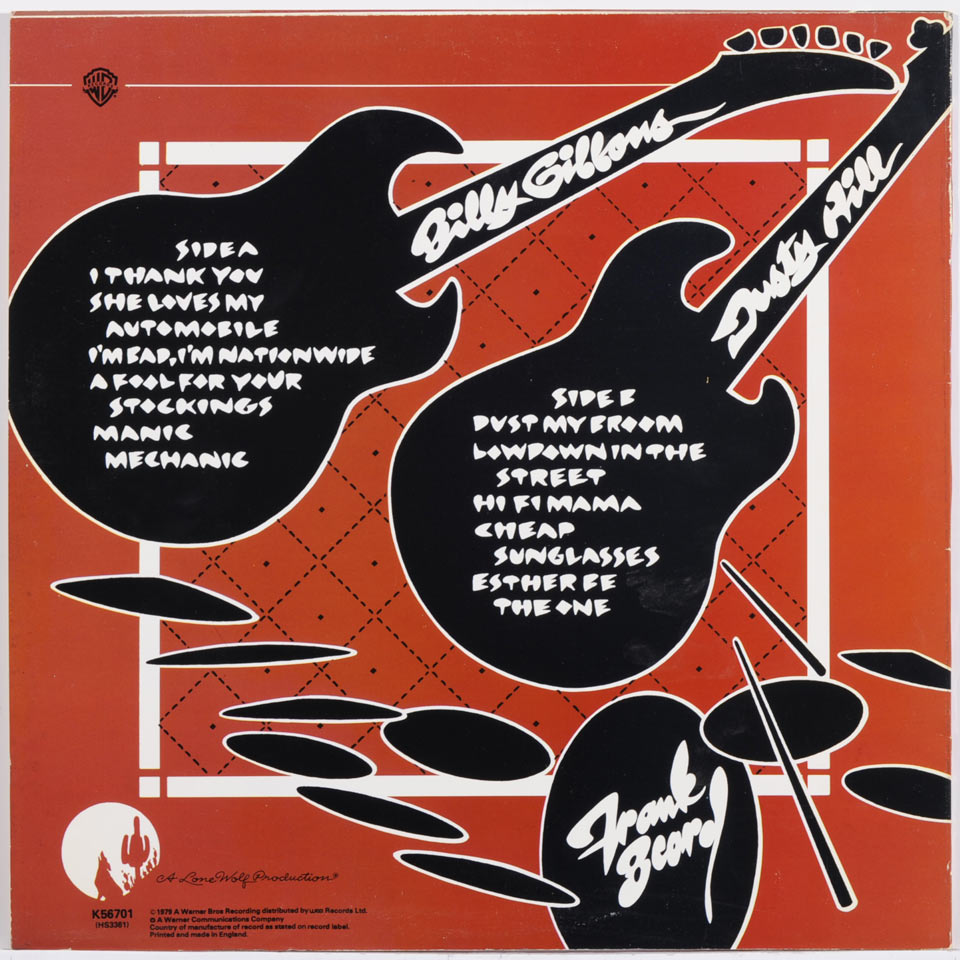 Billy Gibbons
Dusty Hill
SIDE A
I THANK YOU
SHE LOVES MY
AUTOMOBILE
I'M BAD, I'M NATIONWIDE
A FOOL FOR YOUR
STOCKINGS
MANIC
MECHANIC
SIDE B
DUST MY BROOM
LOWDOWN IN THE
STREET
HI FI MAMA
CHEAP
SUNGLASSES
ESTHER BE
THE ONE
Frank
Beard
A Lone Wolf Production®
K56701
(HS3361)
© 1979 A Warner Bros Recording distributed by wea Records Ltd.
℗ A Warner Communications Company
Country of manufacture of record as stated on record label.
Printed and made in England.